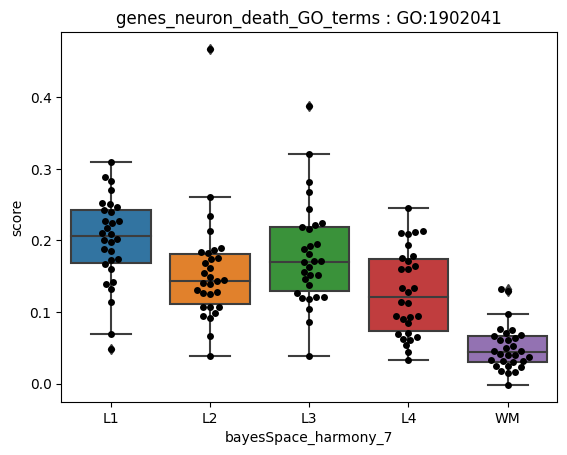 genes_neuron_death_GO_terms : GO:1902041
score
0.4
0.3
0.2
0.1
0.0
L1 L2 L3 L4 WM
bayesSpace_harmony_7